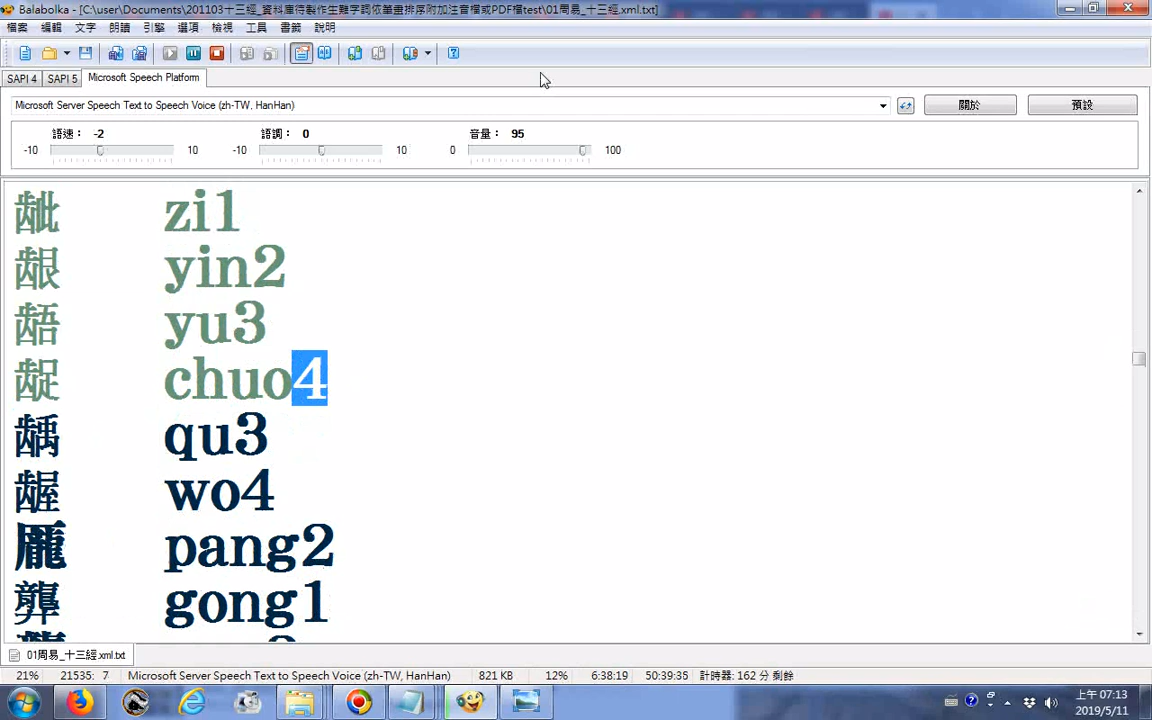 Balabolka - [C:\user\Documents\201103十三經_資料庫待製作生難字詞依筆畫排序附加注音檔或PDF檔test\01周易_十三經.xml.txt]
檔案 編輯 文字 朗讀 引擎 選項 檢視 工具 書籤 說明
SAPI 4 SAPI 5 Microsoft Speech Platform
Microsoft Server Speech Text to Speech Voice (zh-TW, HanHan) 關於 預設
語速： -2 語調： 0 音量： 95
-10 10 -10 10 0 100
龇 zi1
龈 yin2
龉 yu3
龊 chuo4
龋 qu3
龌 wo4
龎 pang2
龏 gong1
01周易_十三經.xml.txt
21% 21535: 7 Microsoft Server Speech Text to Speech Voice (zh-TW, HanHan) 821 KB 12% 6:38:19 50:39:35 計時器: 162 分 剩餘
上午 07:13
2019/5/11